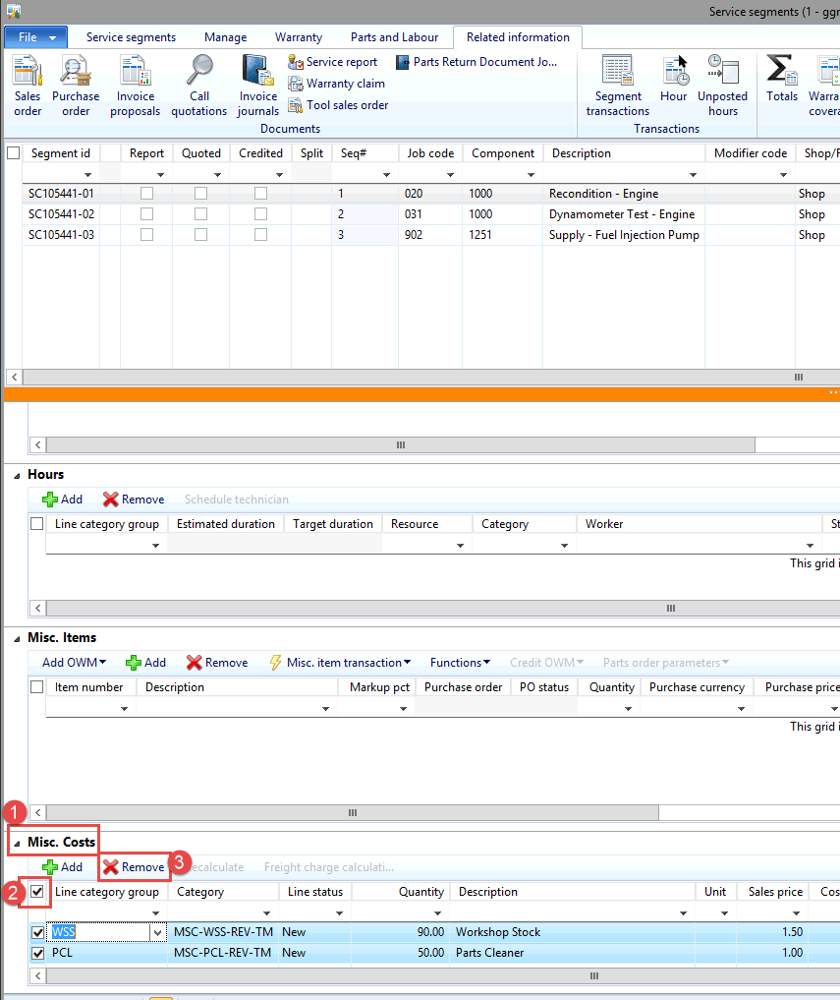 Service segments (1 - ggr
File Service segments Manage Warranty Parts and Labour Related information
Sales order
Purchase order
Invoice proposals
Call quotations
Invoice journals
Service report
Warranty claim
Tool sales order
Parts Return Document Jo...
Documents
Segment transactions
Hour
Unposted hours
Transactions
Totals
Warra
covera
Segment id Report Quoted Credited Split Seq# Job code Component Description Modifier code Shop/F
SC105441-01 1 020 1000 Recondition - Engine Shop
SC105441-02 2 031 1000 Dynamometer Test - Engine Shop
SC105441-03 3 902 1251 Supply - Fuel Injection Pump Shop
Hours
Add Remove Schedule technician
Line category group Estimated duration Target duration Resource Category Worker St
This grid i
Misc. Items
Add OWM Add Remove Misc. item transaction Functions Credit OWM Parts order parameters
Item number Description Markup pct Purchase order PO status Quantity Purchase currency Purchase price
This grid i
1
Misc. Costs
Add Remove 3 ecalculate Freight charge calculati...
2 Line category group Category Line status Quantity Description Unit Sales price Cos
WSS MSC-WSS-REV-TM New 90.00 Workshop Stock 1.50
PCL MSC-PCL-REV-TM New 50.00 Parts Cleaner 1.00